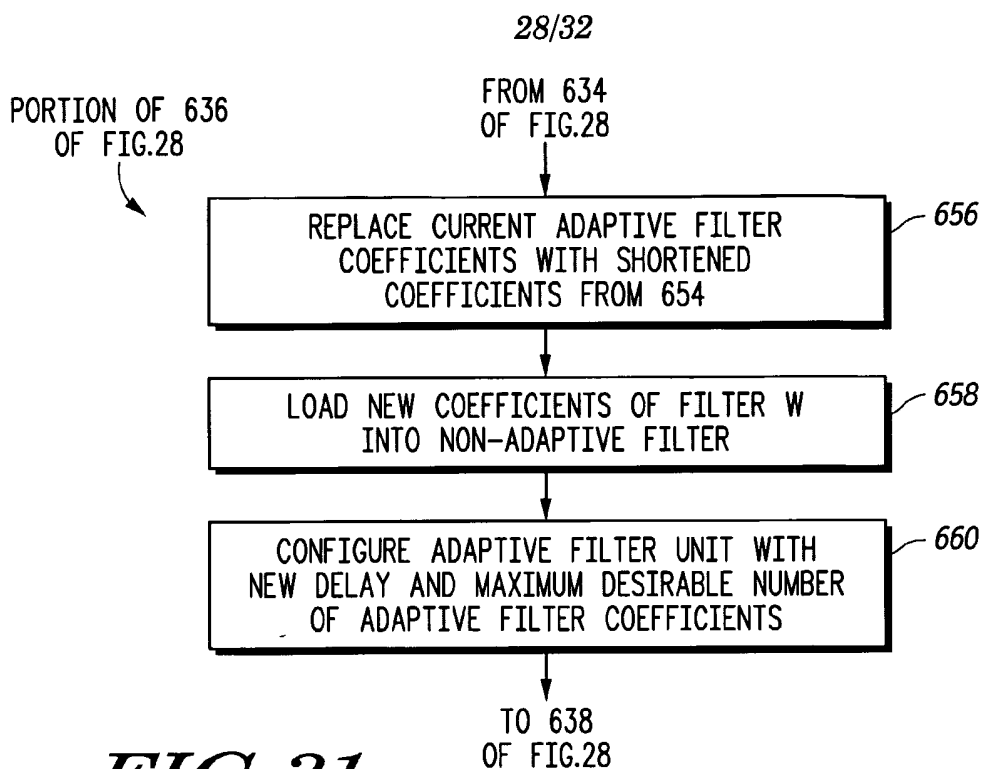 28/32
FROM 634
OF FIG.28
PORTION OF 636
OF FIG.28
REPLACE CURRENT ADAPTIVE FILTER
COEFFICIENTS WITH SHORTENED
COEFFICIENTS FROM 654
656
LOAD NEW COEFFICIENTS OF FILTER W
INTO NON-ADAPTIVE FILTER
658
CONFIGURE ADAPTIVE FILTER UNIT WITH
NEW DELAY AND MAXIMUM DESIRABLE NUMBER
OF ADAPTIVE FILTER COEFFICIENTS
660
TO 638
OF FIG.28
FIG.31